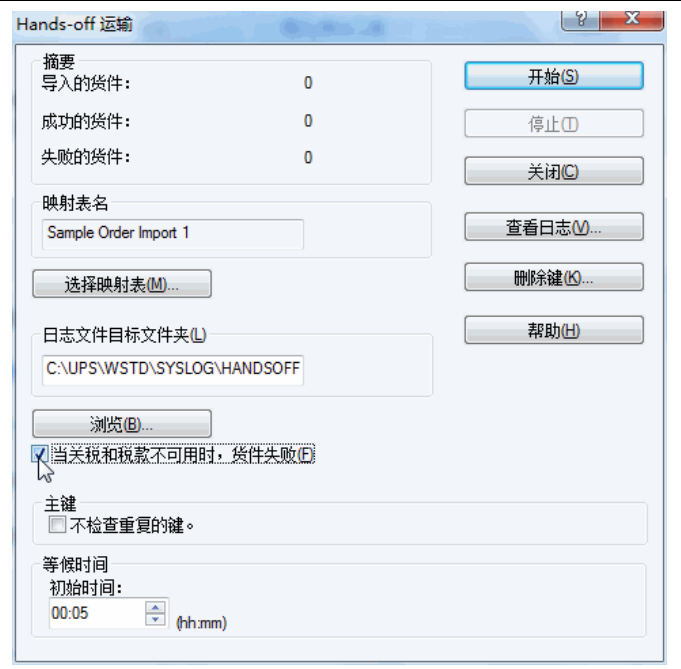 Hands-off 运输
摘要
导入的货件： 0
成功的货件： 0
失败的货件： 0
映射表名
Sample Order Import 1
选择映射表(M)...
日志文件目标文件夹(L)
C:\UPS\WSTD\SYSLOG\HANDSOFF
浏览(B)...
当关税和税款不可用时，货件失败(F)
主键
不检查重复的键。
等候时间
初始时间：
00:05 (hh:mm)
开始(S)
停止(T)
关闭(C)
查看日志(V)...
删除键(K)...
帮助(H)